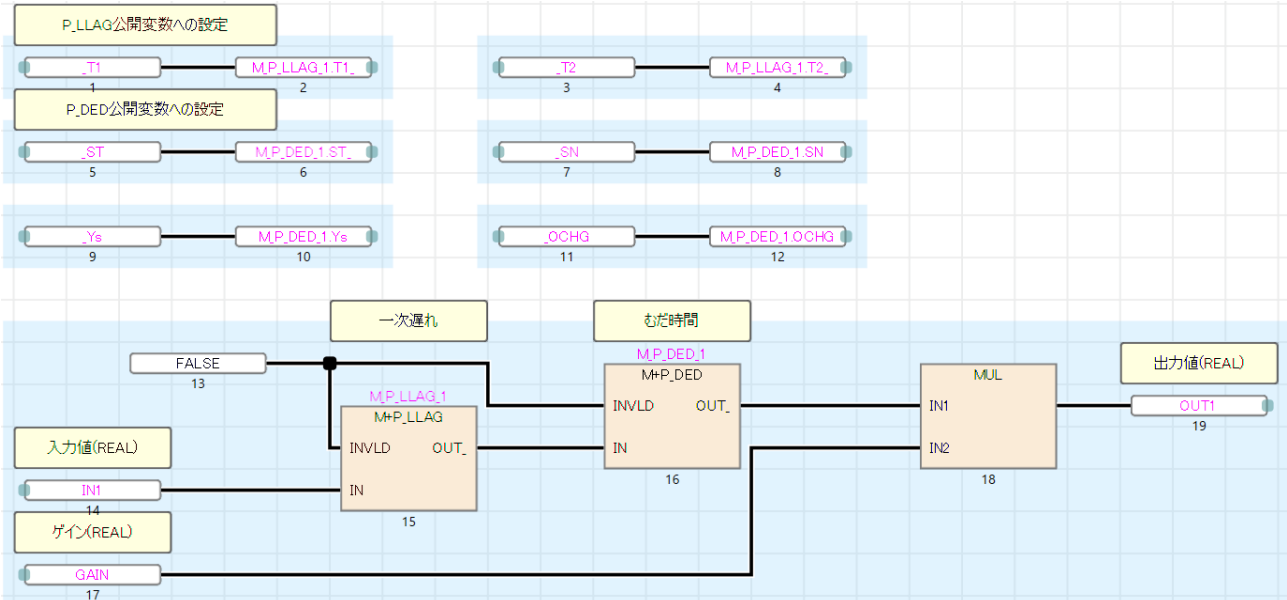 P_LLAG公開変数への設定
_T1
M_P_LLAG_1.T1_
_T2
M_P_LLAG_1.T2_
1
2
3
4
P_DED公開変数への設定
_ST
M_P_DED_1.ST_
_SN
M_P_DED_1.SN
5
6
7
8
_Ys
M_P_DED_1.Ys
_OCHG
M_P_DED_1.OCHG
9
10
11
12
一次遅れ
むだ時間
FALSE
13
M_P_LLAG_1
M+P_LLAG
INVLD
OUT_
IN
15
M_P_DED_1
M+P_DED
INVLD
OUT_
IN
16
MUL
IN1
IN2
18
出力値(REAL)
OUT1
19
入力値(REAL)
IN1
14
ゲイン(REAL)
GAIN
17